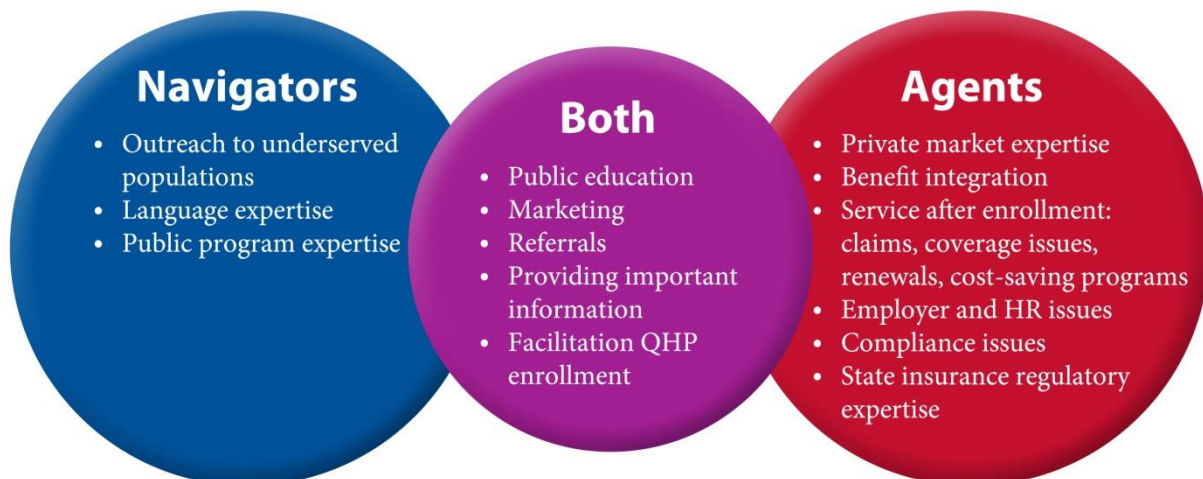 Navigators
• Outreach to underserved
populations
• Language expertise
• Public program expertise
Both
• Public education
• Marketing
• Referrals
• Providing important
information
• Facilitation QHP
enrollment
Agents
• Private market expertise
• Benefit integration
• Service after enrollment:
claims, coverage issues,
renewals, cost-saving programs
• Employer and HR issues
• Compliance issues
• State insurance regulatory
expertise